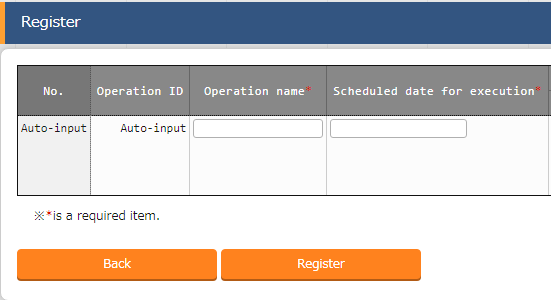 Register
No. Operation ID Operation name* Scheduled date for execution*
Auto-input Auto-input
※*is a required item.
Back Register